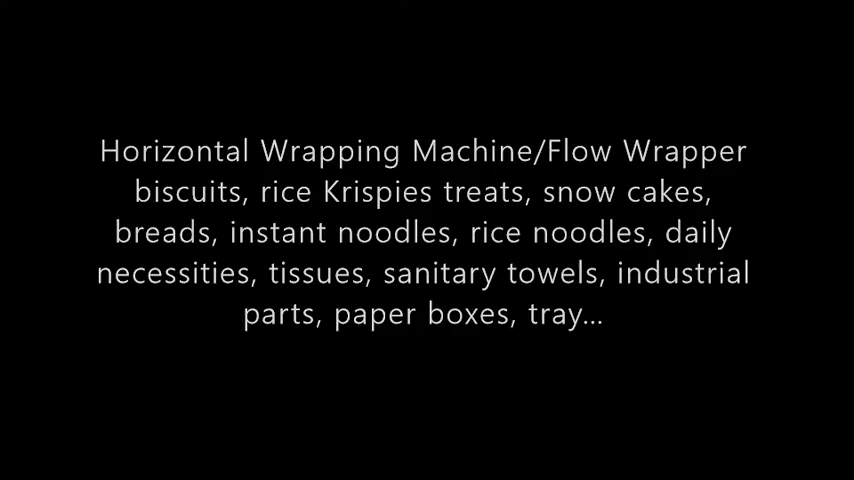 Horizontal Wrapping Machine/Flow Wrapper
biscuits, rice Krispies treats, snow cakes,
breads, instant noodles, rice noodles, daily
necessities, tissues, sanitary towels, industrial
parts, paper boxes, tray...